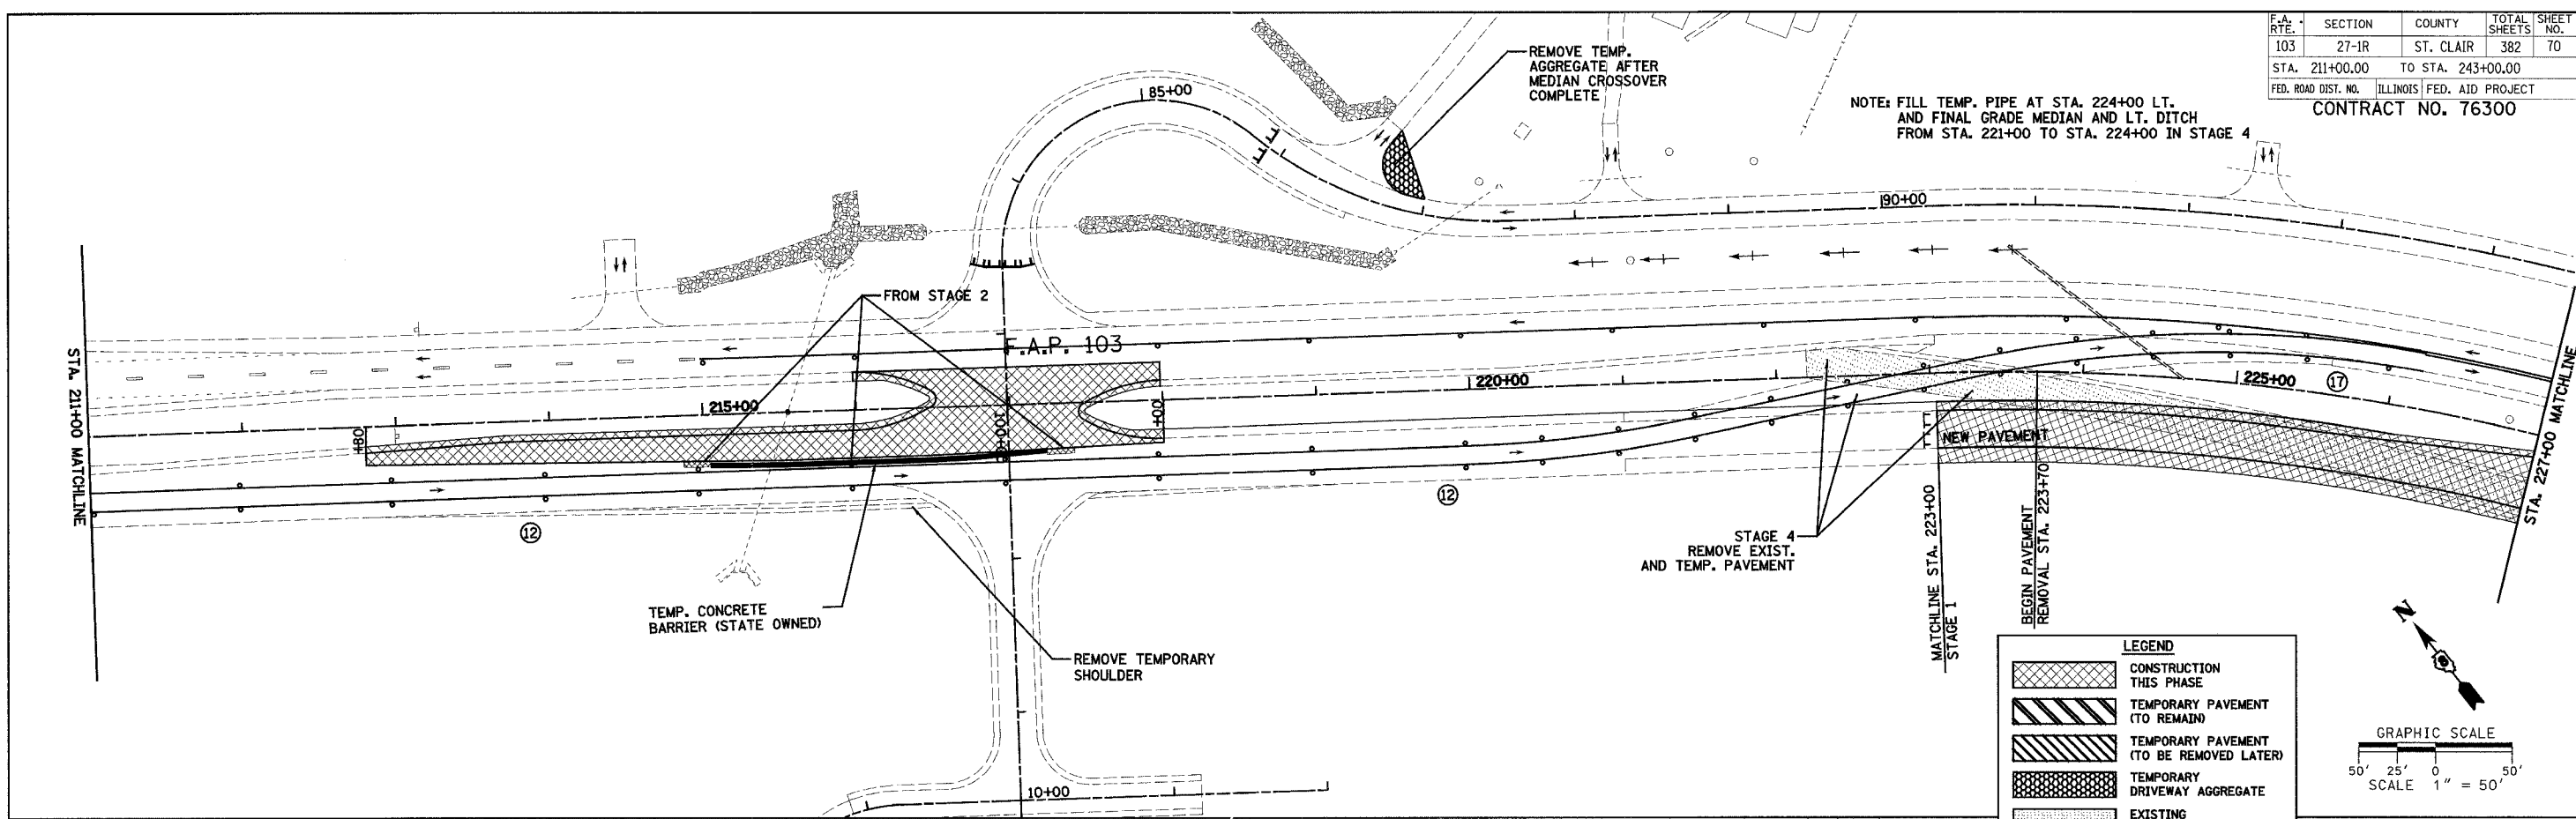 F.A. RTE. SECTION COUNTY TOTAL SHEETS SHEET NO.
103 27-1R ST. CLAIR 382 70
STA. 211+00.00 TO STA. 243+00.00
FED. ROAD DIST. NO. ILLINOIS FED. AID PROJECT
CONTRACT NO. 76300
REMOVE TEMP.
AGGREGATE AFTER
MEDIAN CROSSOVER
COMPLETE
NOTE: FILL TEMP. PIPE AT STA. 224+00 LT.
AND FINAL GRADE MEDIAN AND LT. DITCH
FROM STA. 221+00 TO STA. 224+00 IN STAGE 4
85+00
90+00
FROM STAGE 2
F.A.P. 103
STA. 211+00 MATCHLINE
215+00
220+00
225+00
17
+80
+00
NEW PAVEMENT
STA. 227+00 MATCHLINE
12
12
STAGE 4
REMOVE EXIST.
AND TEMP. PAVEMENT
MATCHLINE STA. 223+00
STAGE 1
BEGIN PAVEMENT
REMOVAL STA. 223+70
TEMP. CONCRETE
BARRIER (STATE OWNED)
REMOVE TEMPORARY
SHOULDER
10+00
N
LEGEND
CONSTRUCTION
THIS PHASE
TEMPORARY PAVEMENT
(TO REMAIN)
TEMPORARY PAVEMENT
(TO BE REMOVED LATER)
TEMPORARY
DRIVEWAY AGGREGATE
EXISTING
GRAPHIC SCALE
50' 25' 0 50'
SCALE 1" = 50'